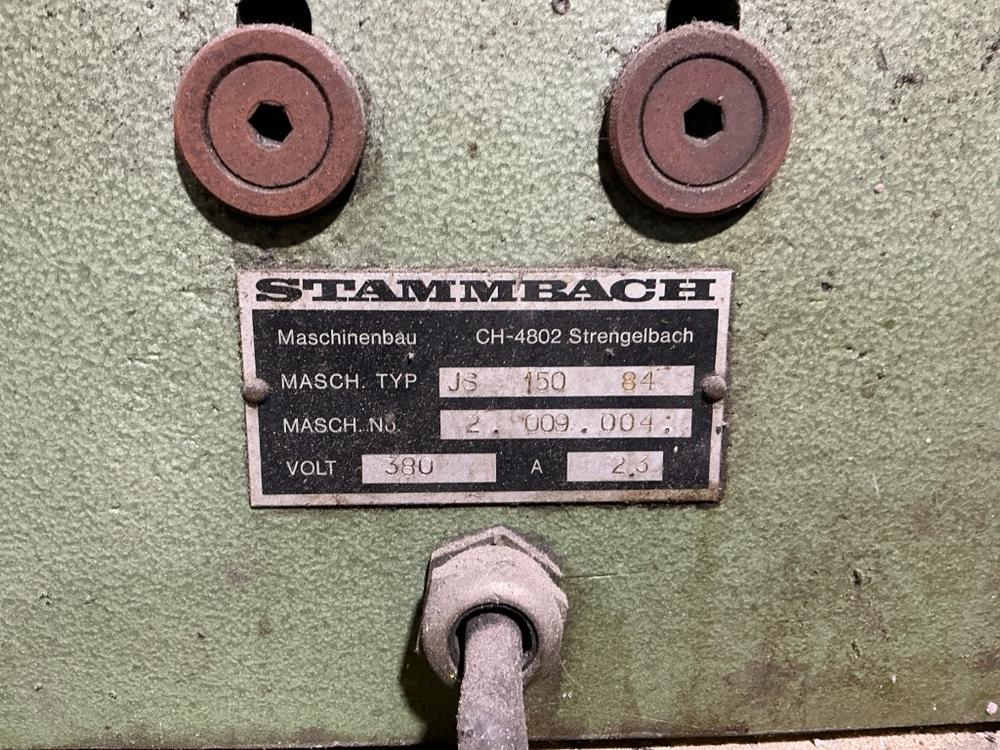 STAMMBACH
Maschinenbau CH-4802 Strengelbach
MASCH. TYP JS 150 84
MASCH. No. 2. 009. 004
VOLT 380 A 2,3